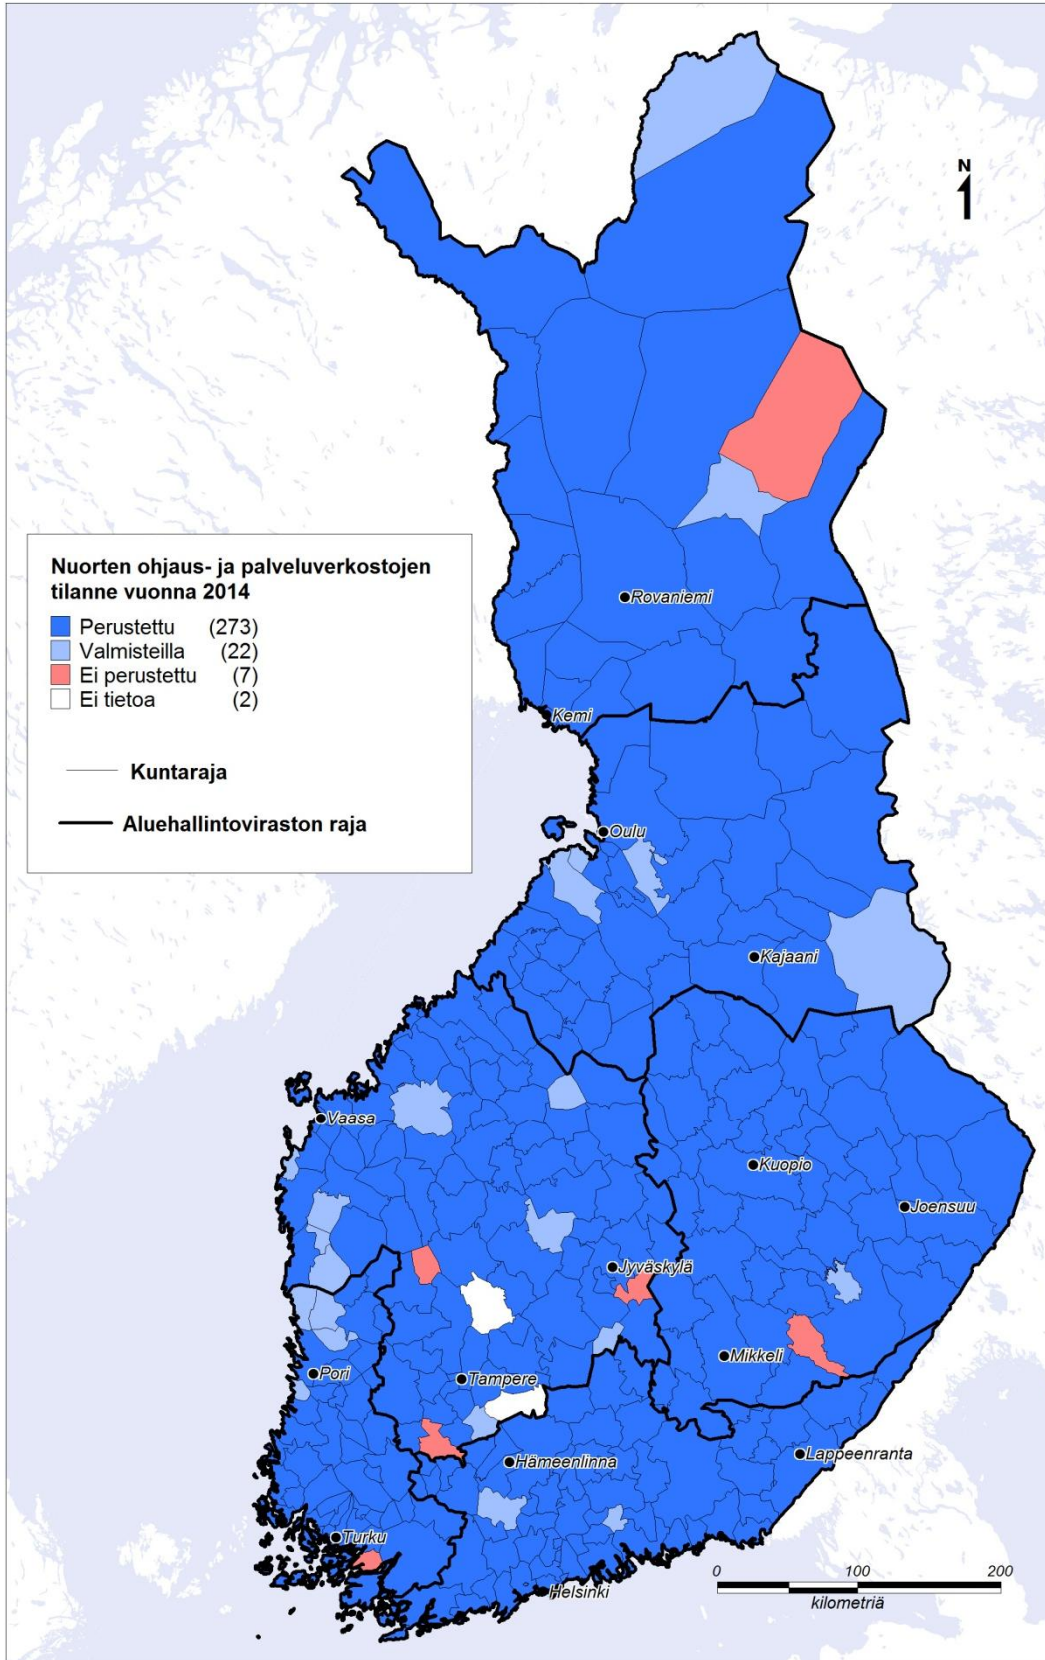 N
Nuorten ohjaus- ja palveluverkostojen
tilanne vuonna 2014
Perustettu (273)
Valmisteilla (22)
Ei perustettu (7)
Ei tietoa (2)
Kuntaraja
Aluehallintoviraston raja
Rovaniemi
Kemi
Oulu
Kajaani
Vaasa
Kuopio
Joensuu
Jyväskylä
Mikkeli
Pori
Tampere
Hämeenlinna
Lappeenranta
Turku
Helsinki
0 100 200
kilometriä